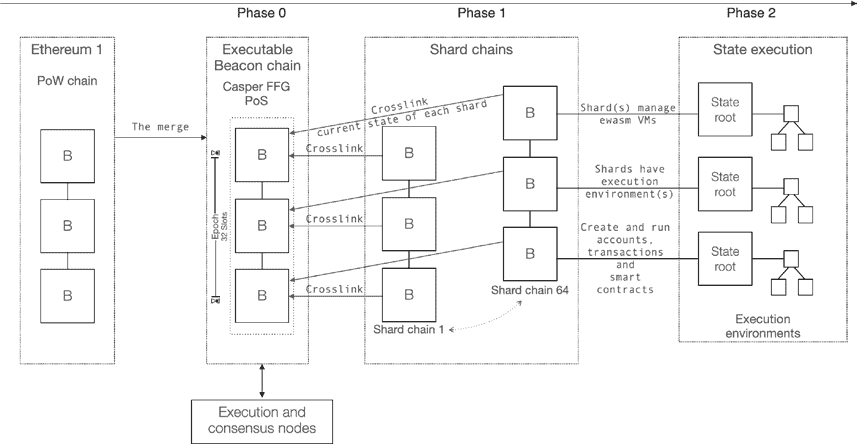 Phase 0
Phase 1
Phase 2
Ethereum 1
PoW chain
B
B
B
The merge
Executable
Beacon chain
Casper FFG
PoS
B
B
B
Epoch
32 Slots
Execution and
consensus nodes
Shard chains
Crosslink
current state of each shard
Crosslink
Crosslink
Crosslink
B
B
B
Shard chain 1
B
B
B
Shard chain 64
Shard(s) manage
ewasm VMs
Shards have
execution
environment(s)
Create and run
accounts,
transactions
and
smart
contracts
State execution
State
root
State
root
State
root
Execution
environments